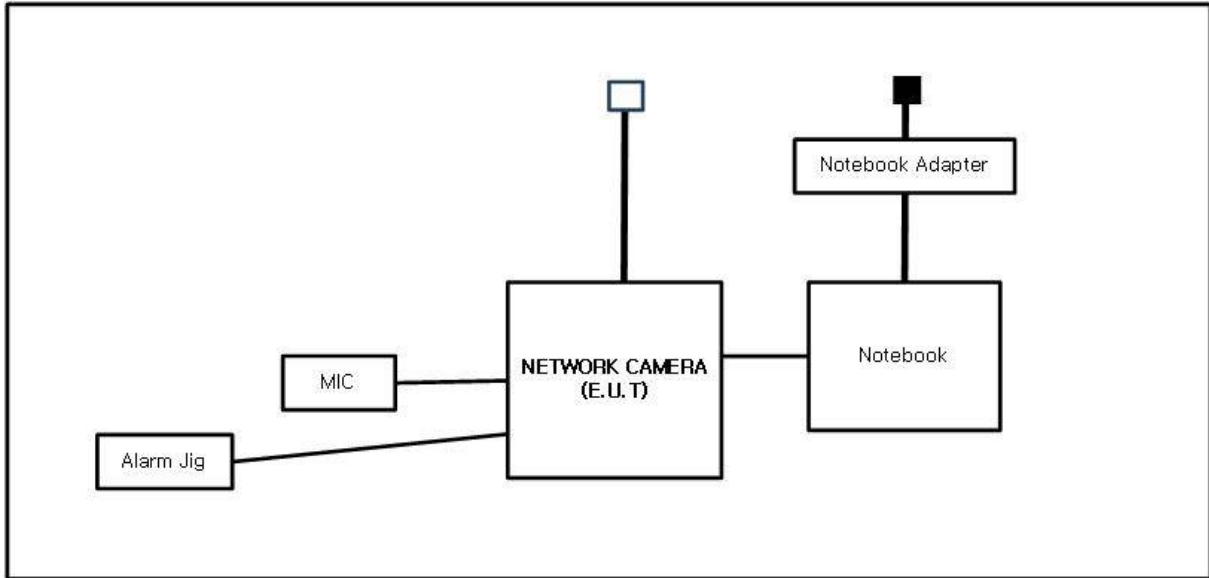 Notebook Adapter
NETWORK CAMERA
(E.U.T)
Notebook
MIC
Alarm Jig